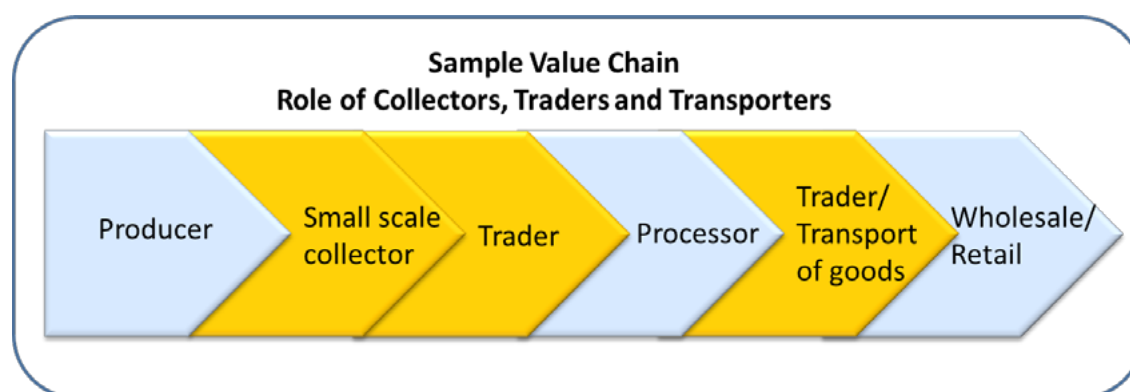 Sample Value Chain
Role of Collectors, Traders and Transporters
Producer
Small scale
collector
Trader
Processor
Trader/
Transport
of goods
Wholesale/
Retail